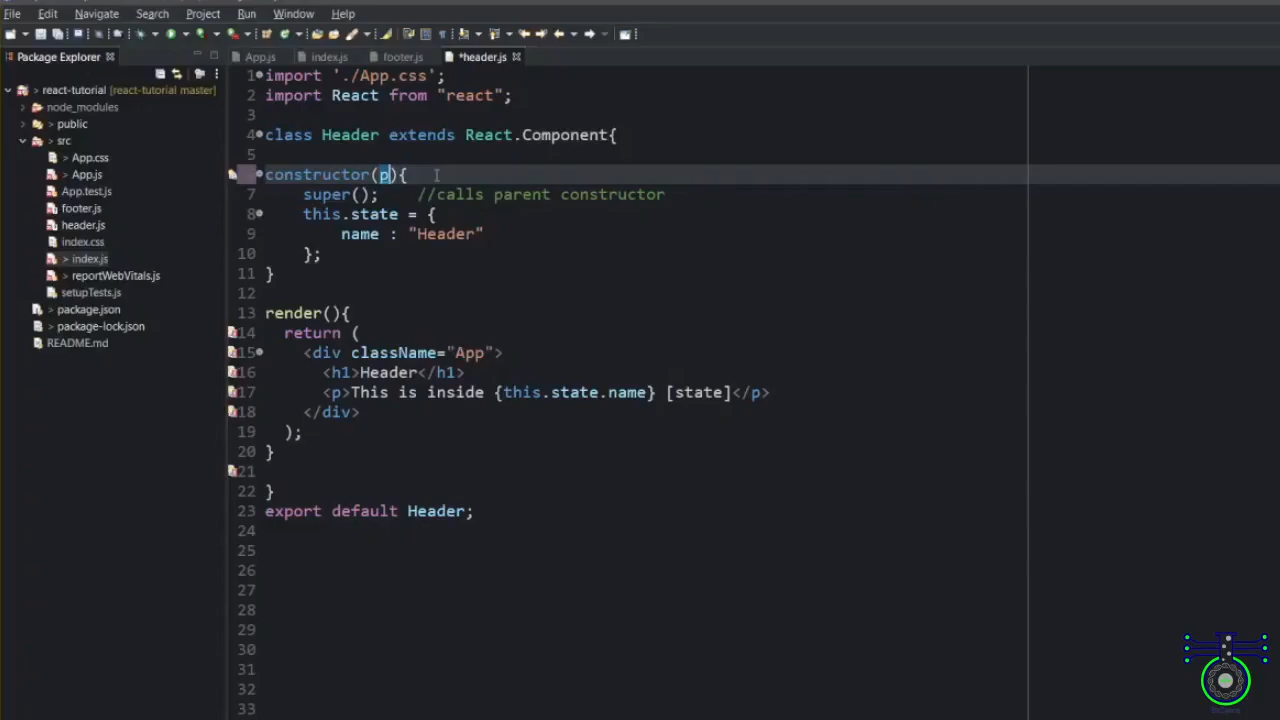 File Edit Navigate Search Project Run Window Help
Package Explorer
App.js index.js footer.js *header.js
> react-tutorial [react-tutorial master]
node_modules
> public
> src
> App.css
> App.js
App.test.js
footer.js
header.js
index.css
> index.js
> reportWebVitals.js
setupTests.js
> package.json
> package-lock.json
README.md
1 import './App.css';
2 import React from "react";
3
4 class Header extends React.Component{
5
constructor(p){
7 super(); //calls parent constructor
8 this.state = {
9 name : "Header"
10 };
11 }
12
13 render(){
14 return (
15 <div className="App">
16 <h1>Header</h1>
17 <p>This is inside {this.state.name} [state]</p>
18 </div>
19 );
20 }
21
22 }
23 export default Header;
24
25
26
27
28
29
30
31
32
33